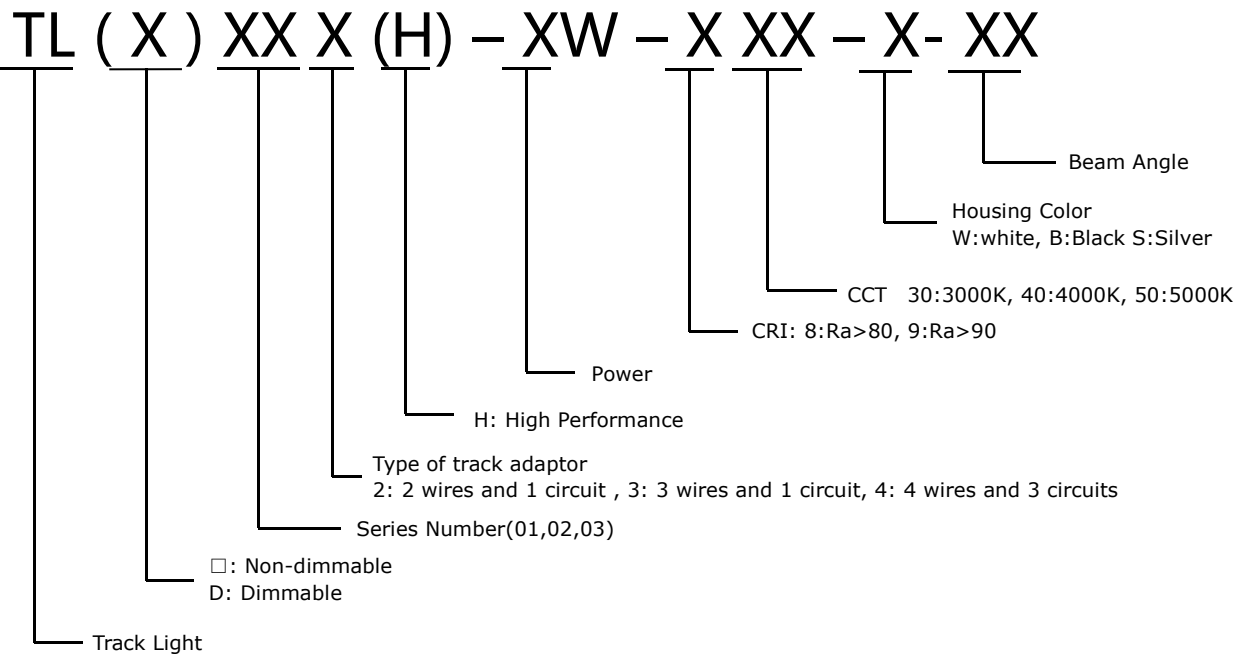 TL ( X ) XX X (H) – XW – X XX – X- XX
Beam Angle
Housing Color
W:white, B:Black S:Silver
CCT 30:3000K, 40:4000K, 50:5000K
CRI: 8:Ra>80, 9:Ra>90
Power
H: High Performance
Type of track adaptor
2: 2 wires and 1 circuit , 3: 3 wires and 1 circuit, 4: 4 wires and 3 circuits
Series Number(01,02,03)
□: Non-dimmable
D: Dimmable
Track Light